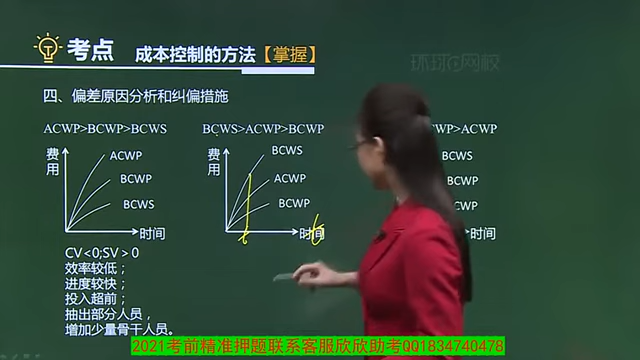 考点 成本控制的方法【掌握】
环球网校
四、偏差原因分析和纠偏措施
ACWP>BCWP>BCWS
费用
ACWP
BCWP
BCWS
时间
CV<0;SV>0
效率较低；
进度较快；
投入超前；
抽出部分人员，
增加少量骨干人员。
BCWS>ACWP>BCWP
费用
BCWS
ACWP
BCWP
时间
WP>ACWP
WS
WP
WP
时间
2021考前精准押题联系客服欣欣助考QQ1834740478